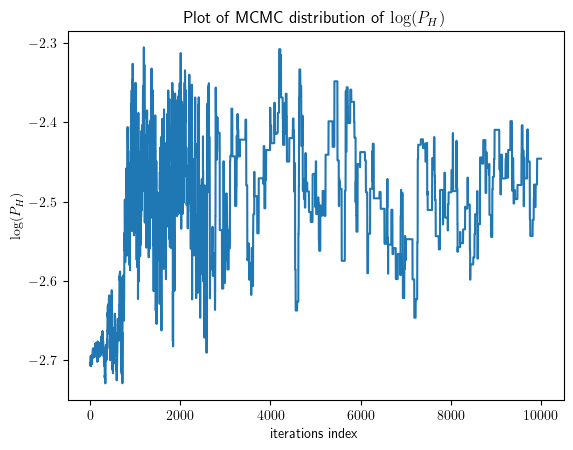 Plot of MCMC distribution of log(P_H)
log(P_H)
−2.3
−2.4
−2.5
−2.6
−2.7
0 2000 4000 6000 8000 10000
iterations index